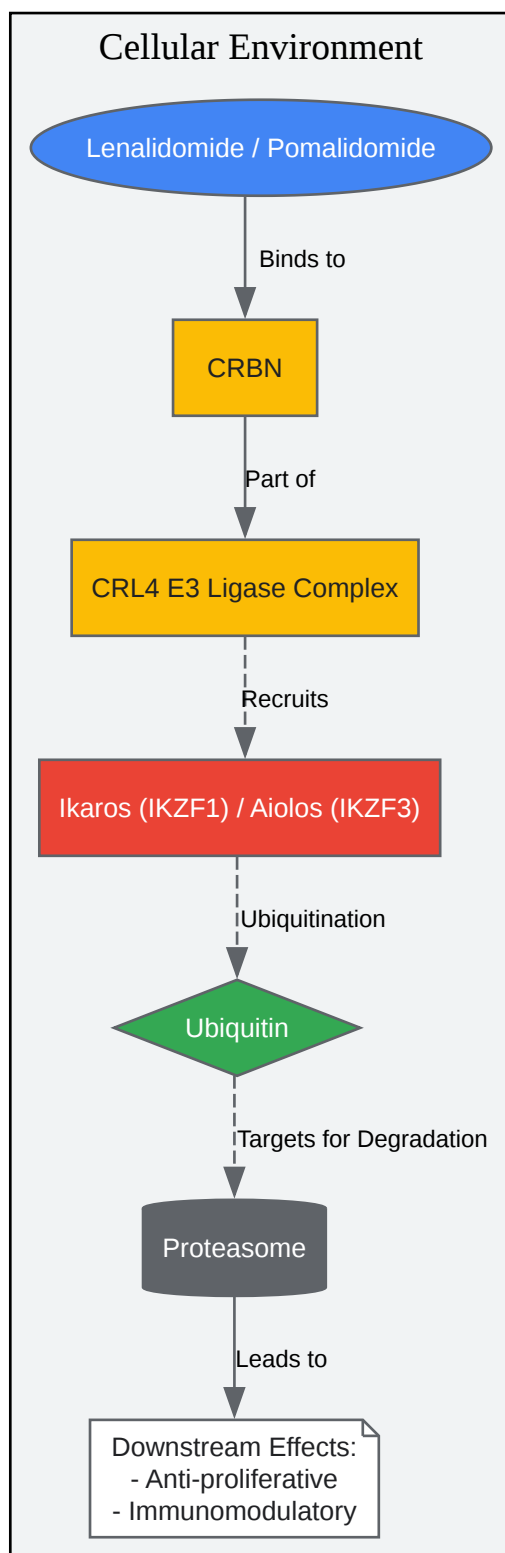 Cellular Environment
Lenalidomide / Pomalidomide
Binds to
CRBN
Part of
CRL4 E3 Ligase Complex
Recruits
Ikaros (IKZF1) / Aiolos (IKZF3)
Ubiquitination
Ubiquitin
Targets for Degradation
Proteasome
Leads to
Downstream Effects:
- Anti-proliferative
- Immunomodulatory